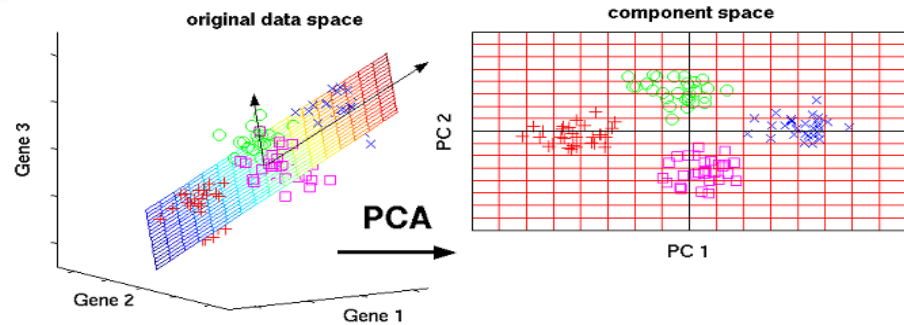 original data space
component space
Gene 3
PC 2
PCA
Gene 2
Gene 1
PC 1